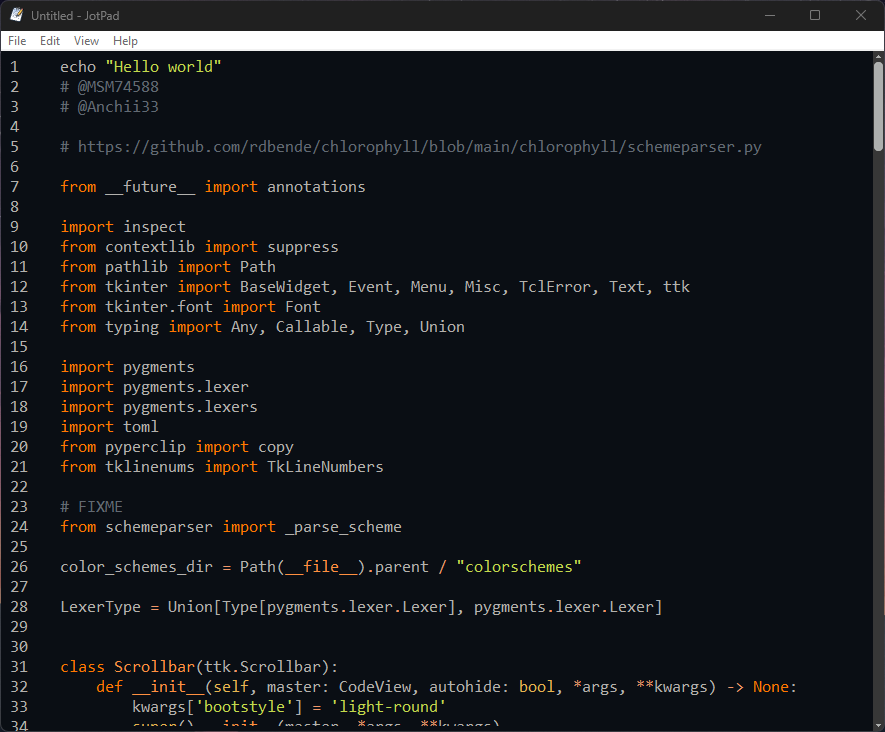 Untitled - JotPad
File Edit View Help
1 echo "Hello world"
2 # @MSM74588
3 # @Anchii33
4
5 # https://github.com/rdbende/chlorophyll/blob/main/chlorophyll/schemeparser.py
6
7 from __future__ import annotations
8
9 import inspect
10 from contextlib import suppress
11 from pathlib import Path
12 from tkinter import BaseWidget, Event, Menu, Misc, TclError, Text, ttk
13 from tkinter.font import Font
14 from typing import Any, Callable, Type, Union
15
16 import pygments
17 import pygments.lexer
18 import pygments.lexers
19 import toml
20 from pyperclip import copy
21 from tklinenums import TkLineNumbers
22
23 # FIXME
24 from schemeparser import _parse_scheme
25
26 color_schemes_dir = Path(__file__).parent / "colorschemes"
27
28 LexerType = Union[Type[pygments.lexer.Lexer], pygments.lexer.Lexer]
29
30
31 class Scrollbar(ttk.Scrollbar):
32     def __init__(self, master: CodeView, autohide: bool, *args, **kwargs) -> None:
33         kwargs['bootstyle'] = 'light-round'
34         super().__init__(master, *args, **kwargs)